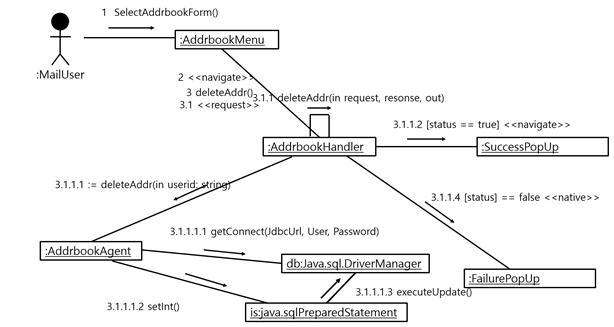 1 SelectAddrbookForm()
:AddrbookMenu
:MailUser
2 <<navigate>>
3 deleteAddr()
3.1 <<request>>
3.1.1 deleteAddr(in request, resonse, out)
3.1.1.2 [status == true] <<navigate>>
:AddrbookHandler
:SuccessPopUp
3.1.1.1 := deleteAddr(in userid: string)
3.1.1.4 [status] == false <<native>>
3.1.1.1.1 getConnect(JdbcUrl, User, Password)
:AddrbookAgent
db:Java.sql.DriverManager
:FailurePopUp
3.1.1.1.3 executeUpdate()
3.1.1.1.2 setInt()
is:java.sqlPreparedStatement